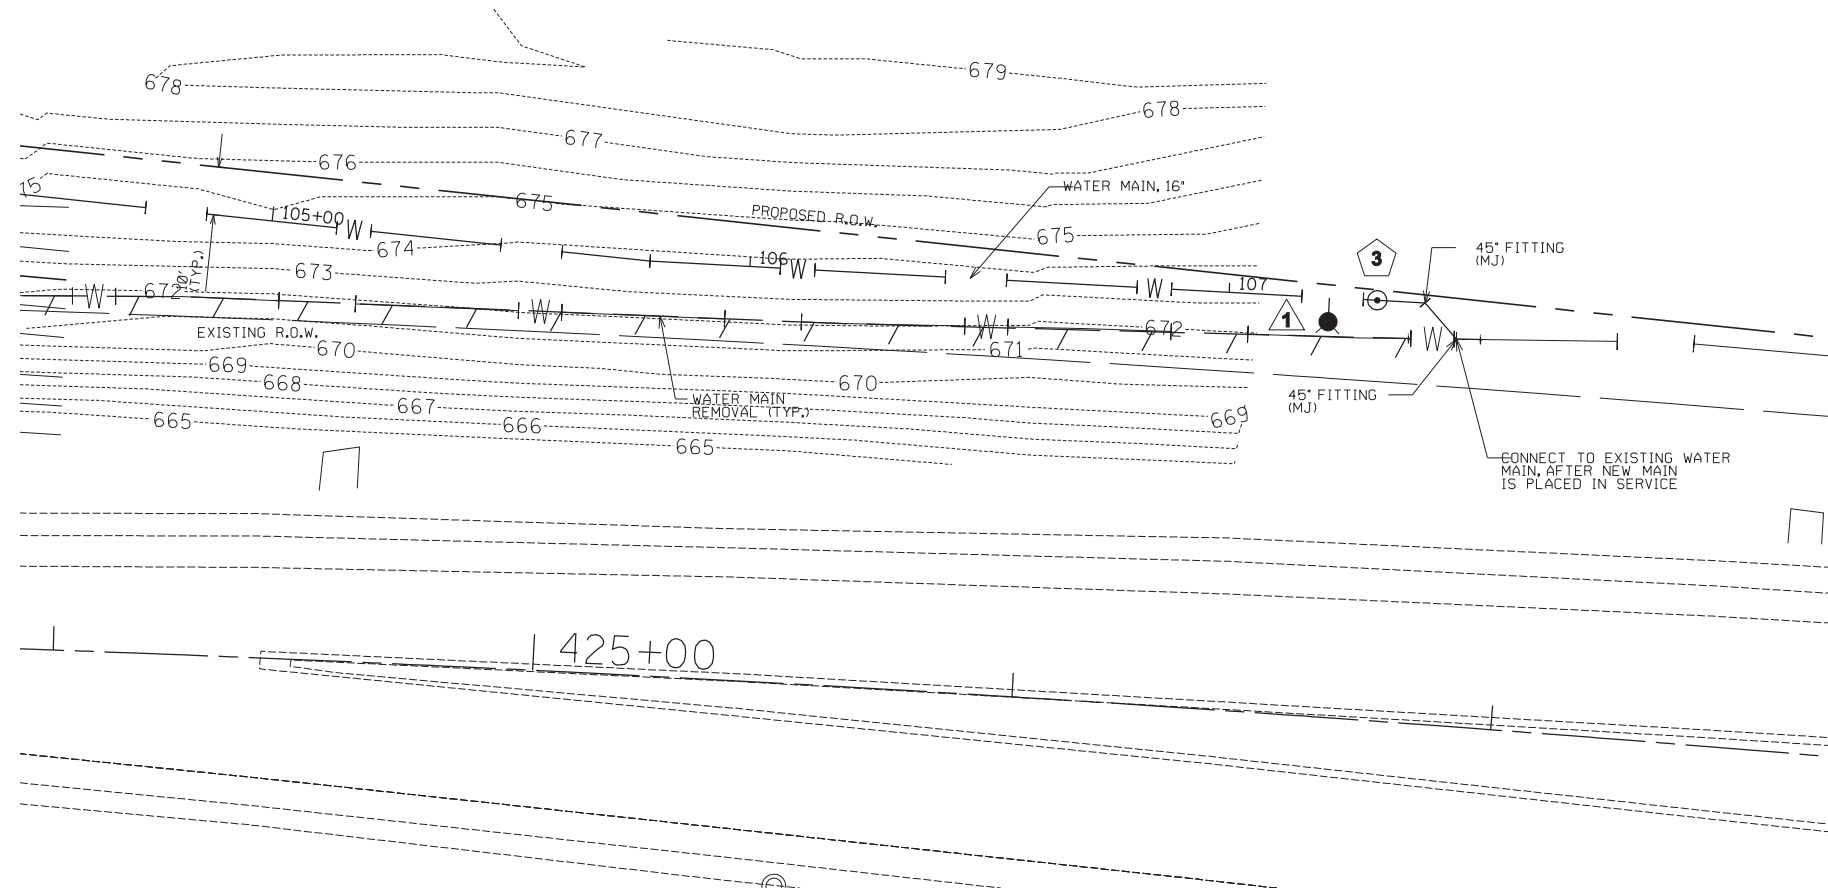 679
678
678
677
676
WATER MAIN, 16"
75
675
PROPOSED R.O.W.
105+00
W
674
675
106
W
45° FITTING
(MJ)
3
673
10'
(TYP.)
W
107
W
672
W
W
1
672
W
EXISTING R.O.W.
670
671
669
668
670
45° FITTING
(MJ)
667
WATER MAIN
REMOVAL (TYP.)
665
666
669
665
CONNECT TO EXISTING WATER
MAIN, AFTER NEW MAIN
IS PLACED IN SERVICE
425+00